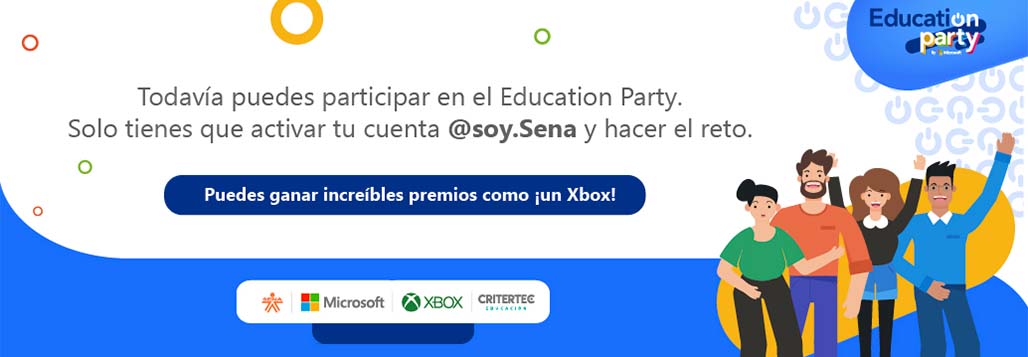 Education
party
by Microsoft
Todavía puedes participar en el Education Party.
Solo tienes que activar tu cuenta @soy.Sena y hacer el reto.
Puedes ganar increíbles premios como ¡un Xbox!
Microsoft
XBOX
CRITERTEC
EDUCACIÓN